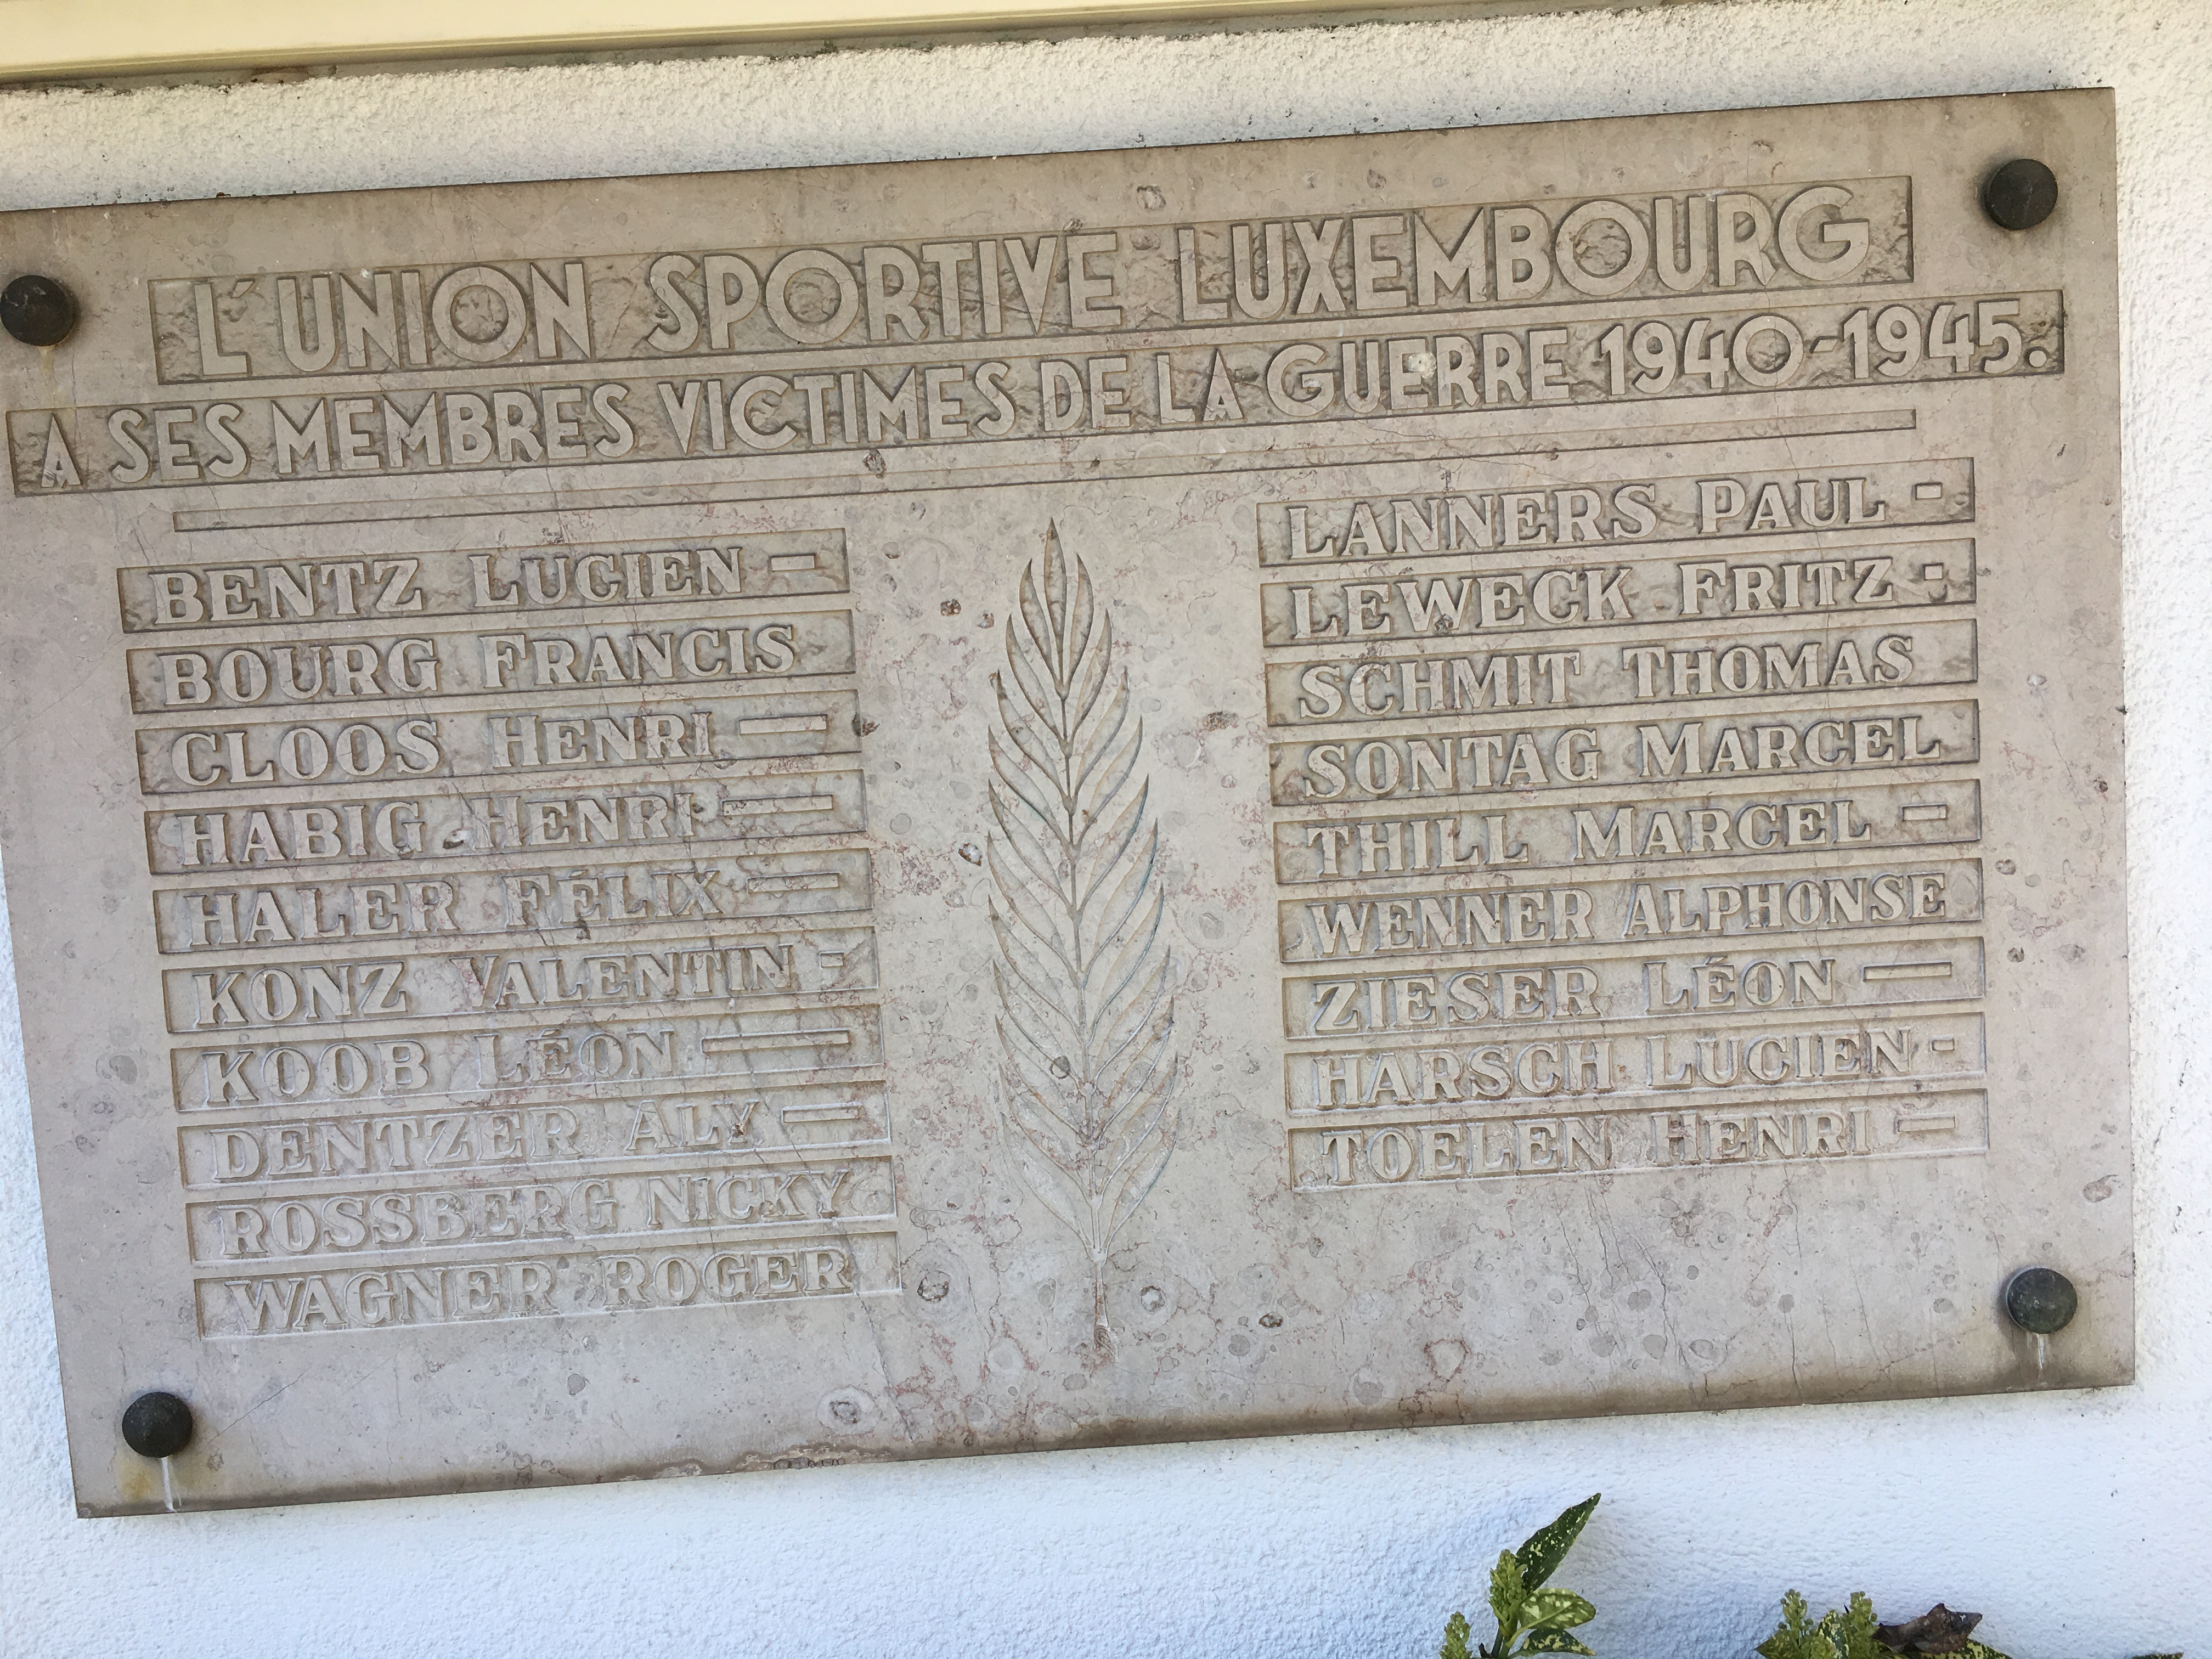 L'UNION SPORTIVE LUXEMBOURG
A SES MEMBRES VICTIMES DE LA GUERRE 1940-1945.
BENTZ LUCIEN
BOURG FRANCIS
CLOOS HENRI
HABIG HENRI
HALER FÉLIX
KONZ VALENTIN
KOOB LÉON
DENTZER ALY
ROSSBERG NICKY
WAGNER ROGER
LANNERS PAUL
LEWECK FRITZ
SCHMIT THOMAS
SONTAG MARCEL
THILL MARCEL
WENNER ALPHONSE
ZIESER LÉON
HARSCH LUCIEN
TOELEN HENRI